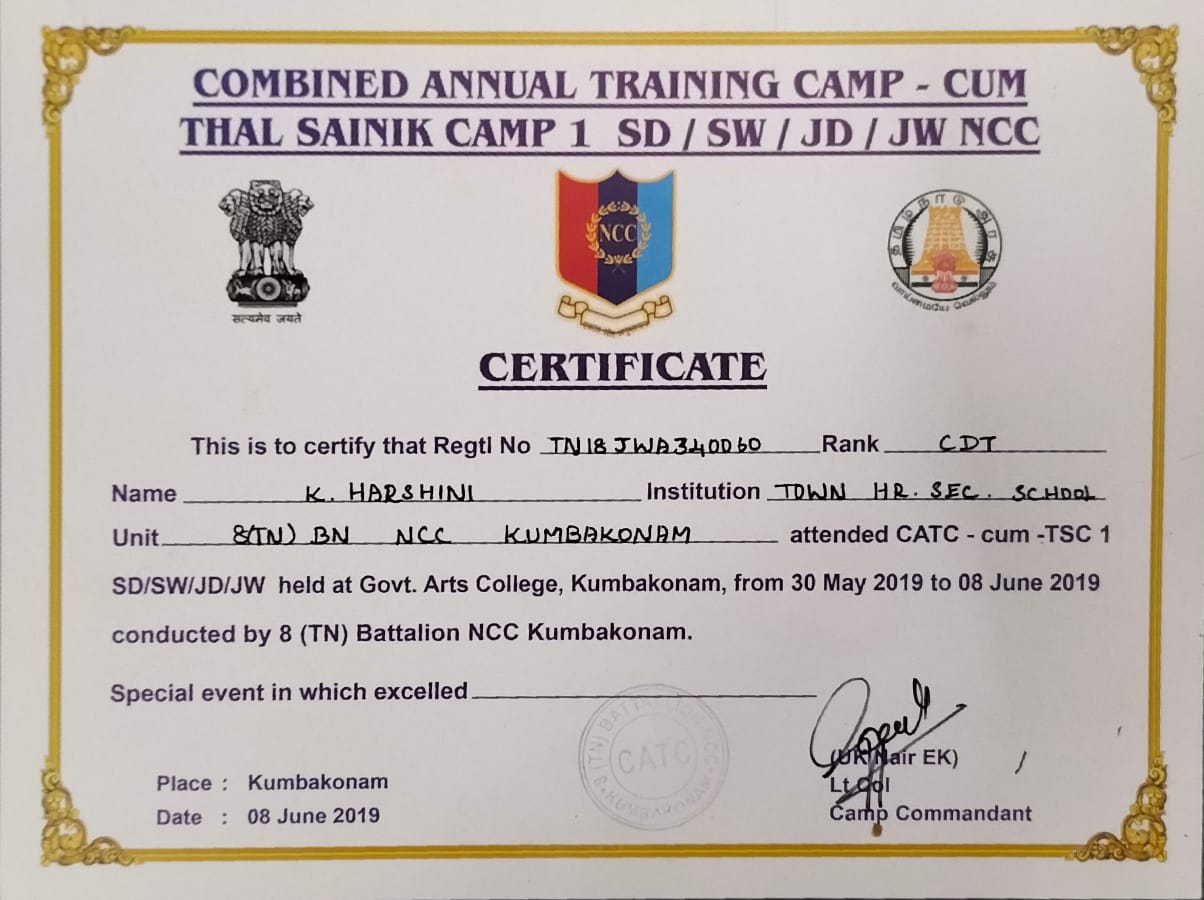 COMBINED ANNUAL TRAINING CAMP - CUM
THAL SAINIK CAMP 1 SD / SW / JD / JW NCC
सत्यमेव जयते
NCC
தமிழ்நாடு அரசு
வாய்மையே வெல்லும்
CERTIFICATE
This is to certify that Regtl No TN18JWA340060 Rank CDT
Name K. HARSHINI Institution TOWN HR. SEC. SCHOOL
Unit 8(TN) BN NCC KUMBAKONAM attended CATC - cum -TSC 1
SD/SW/JD/JW held at Govt. Arts College, Kumbakonam, from 30 May 2019 to 08 June 2019
conducted by 8 (TN) Battalion NCC Kumbakonam.
Special event in which excelled
8 (TN) BATTALION NCC
CATC
KUMBAKONAM
(UK Nair EK)
Lt Col
Camp Commandant
Place : Kumbakonam
Date : 08 June 2019